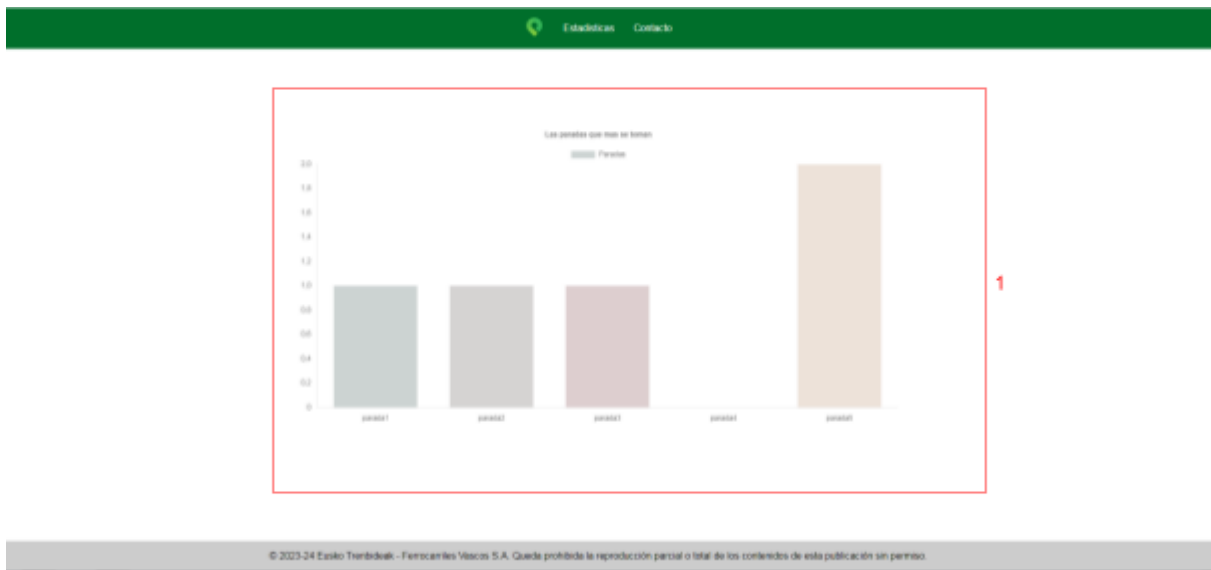 Estadísticas Contacto
Las paradas que mas se toman
Paradas
2,0
1,8
1,6
1,4
1,2
1,0
1
0,8
0,6
0,4
0,2
0
parada1 parada2 parada3 parada4 parada5
© 2023-24 Eusko Trenbideak - Ferrocarriles Vascos S.A. Queda prohibida la reproducción parcial o total de los contenidos de esta publicación sin permiso.